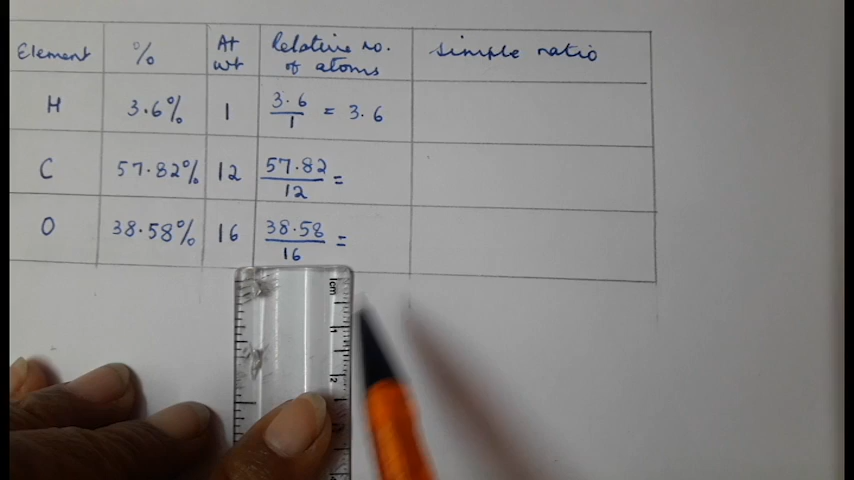 Element % At wt Relative no. of atoms simple ratio
H 3.6% 1 3.6/1 = 3.6
C 57.82% 12 57.82/12 =
O 38.58% 16 38.58/16 =
1cm
2